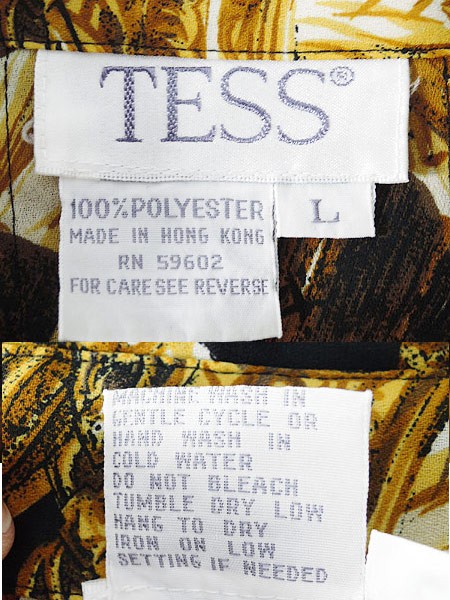 TESS®
100% POLYESTER
L
MADE IN HONG KONG
RN 59602
FOR CARE SEE REVERSE
MACHINE WASH IN
GENTLE CYCLE OR
HAND WASH IN
COLD WATER
DO NOT BLEACH
TUMBLE DRY LOW
HANG TO DRY
IRON ON LOW
SETTING IF NEEDED